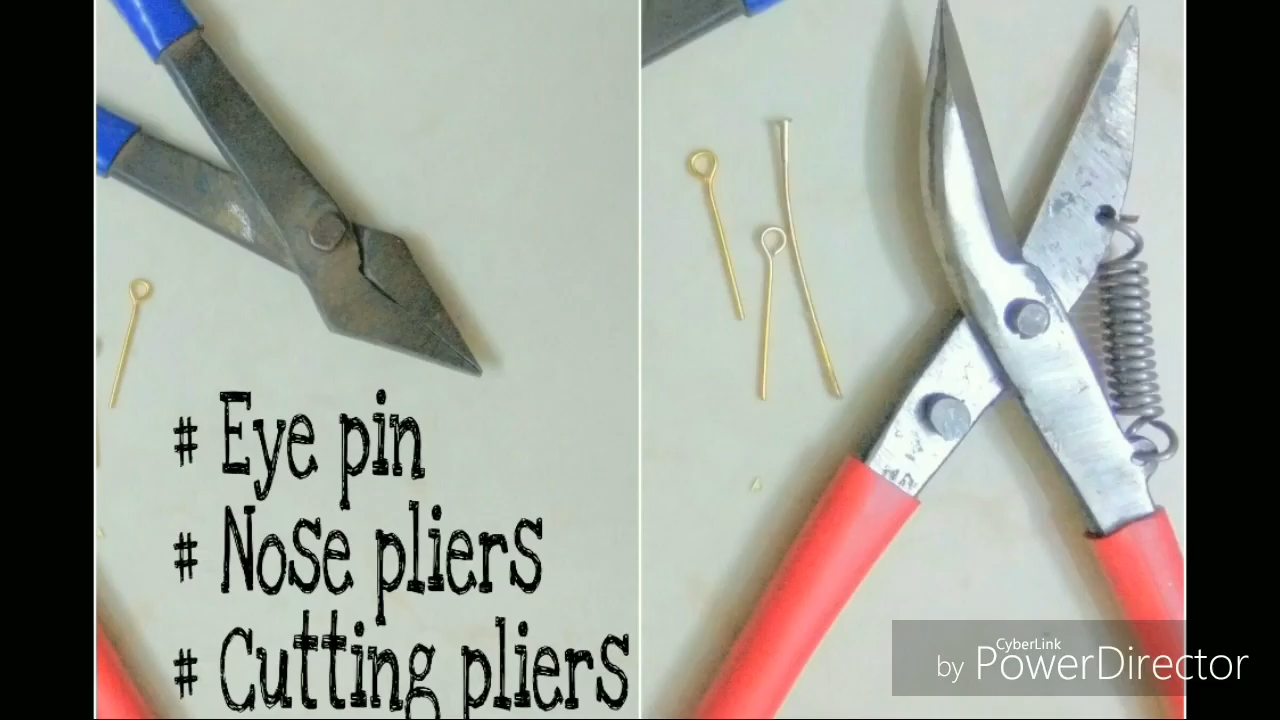 # Eye pin
# Nose pliers
# Cutting pliers
CyberLink
by PowerDirector